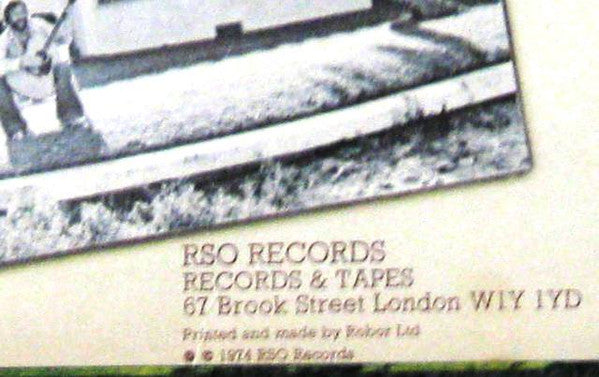 RSO RECORDS
RECORDS & TAPES
67 Brook Street London W1Y 1YD
Printed and made by Robor Ltd
℗ © 1974 RSO Records